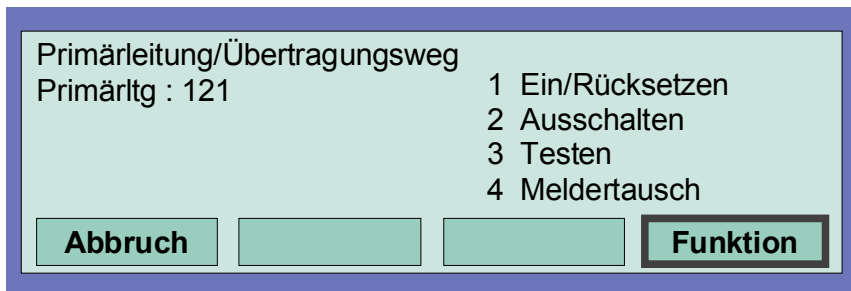 Primärleitung/Übertragungsweg
Primärltg : 121
1 Ein/Rücksetzen
2 Ausschalten
3 Testen
4 Meldertausch
Abbruch
Funktion